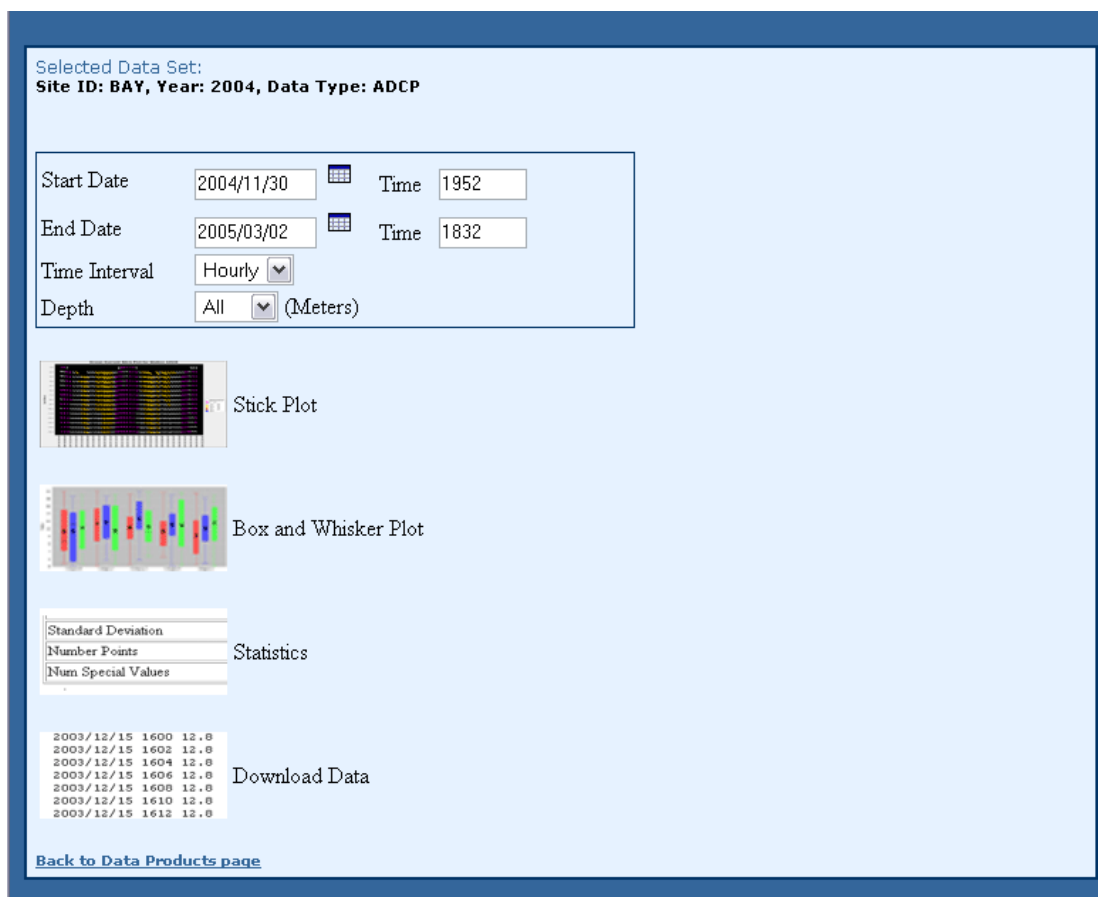 Selected Data Set:
Site ID: BAY, Year: 2004, Data Type: ADCP
Start Date 2004/11/30 Time 1952
End Date 2005/03/02 Time 1832
Time Interval Hourly
Depth All (Meters)
Stick Plot
Box and Whisker Plot
Standard Deviation
Number Points
Num Special Values
Statistics
2003/12/15 1600 12.8
2003/12/15 1602 12.8
2003/12/15 1604 12.8
2003/12/15 1606 12.8
2003/12/15 1608 12.8
2003/12/15 1610 12.8
2003/12/15 1612 12.8
Download Data
Back to Data Products page